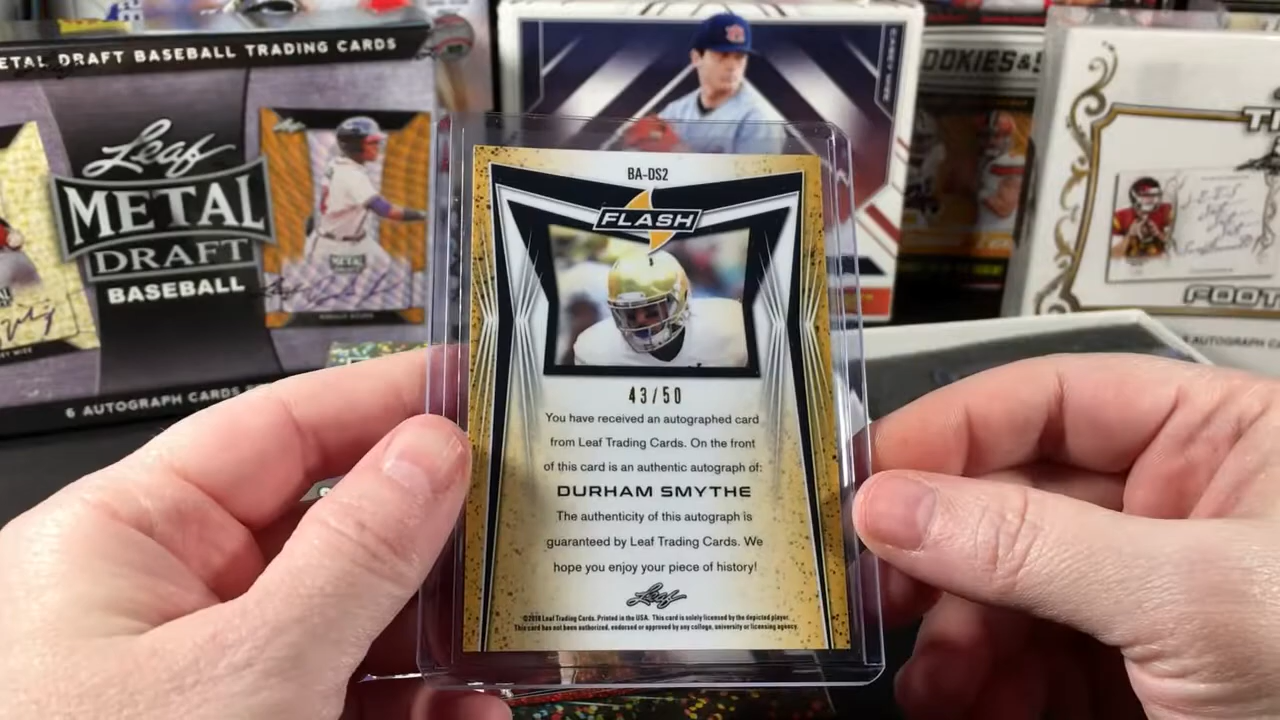 METAL DRAFT BASEBALL TRADING CARDS
Leaf
METAL
DRAFT
BASEBALL
6 AUTOGRAPH CARDS
BA-DS2
FLASH
43/50
You have received an autographed card
from Leaf Trading Cards. On the front
of this card is an authentic autograph of:
DURHAM SMYTHE
The authenticity of this autograph is
guaranteed by Leaf Trading Cards. We
hope you enjoy your piece of history!
Leaf
©2018 Leaf Trading Cards. Printed in the USA. This card is solely licensed by the depicted player.
This card has not been authorized, endorsed or approved by any college, university or licensing agency.
CASEY MIZE
OOKIES&S
FOOT
AUTOGRAPH CARD